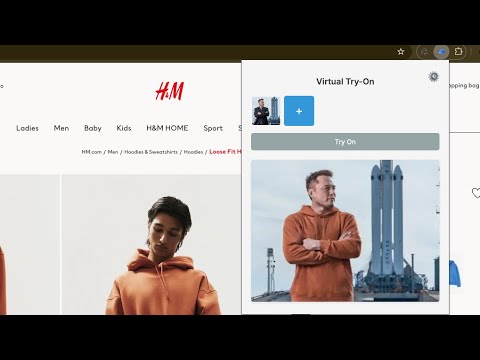 Virtual Try-On
H&M
opping bag
+
Ladies Men Baby Kids H&M HOME Sport
Try On
HM.com / Men / Hoodies & Sweatshirts / Hoodies / Loose Fit H